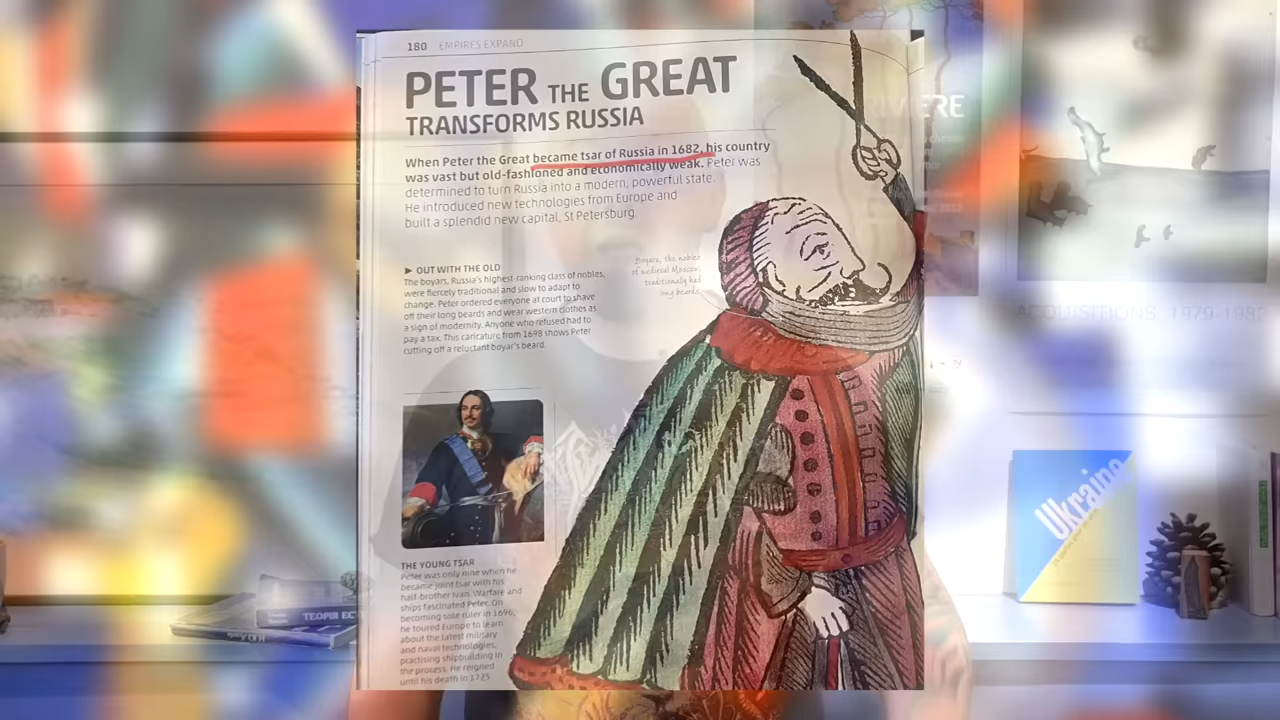 180 EMPIRES EXPAND
PETER THE GREAT
TRANSFORMS RUSSIA
When Peter the Great became tsar of Russia in 1682, his country
was vast but old-fashioned and economically weak. Peter was
determined to turn Russia into a modern, powerful state.
He introduced new technologies from Europe and
built a splendid new capital, St Petersburg.
► OUT WITH THE OLD
The boyars, Russia's highest-ranking class of nobles,
were fiercely traditional and slow to adapt to
change. Peter ordered everyone at court to shave
off their long beards and wear western clothes as
a sign of modernity. Anyone who refused had to
pay a tax. This caricature from 1698 shows Peter
cutting off a reluctant boyar's beard.
Boyars, the nobles
of medieval Moscow,
traditionally had
long beards.
THE YOUNG TSAR
Peter was only nine when he
became joint tsar with his
half-brother Ivan. Warfare and
ships fascinated Peter. On
becoming sole ruler in 1696,
he toured Europe to learn
about the latest military
and naval technologies,
practising shipbuilding in
the process. He reigned
until his death in 1725.
ACQUISITIONS 1979-1982
Ukraine
ТЕОРІЯ